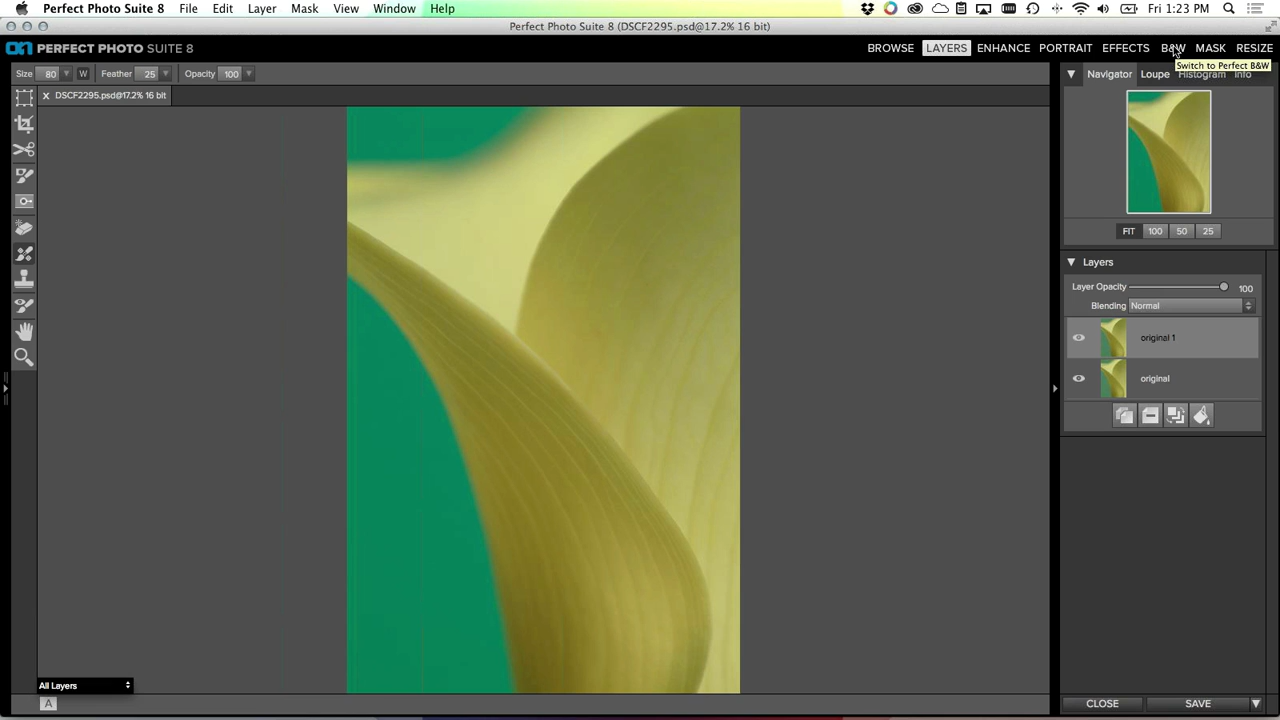 Perfect Photo Suite 8 File Edit Layer Mask View Window Help Fri 1:23 PM
Perfect Photo Suite 8 (DSCF2295.psd@17.2% 16 bit)
on PERFECT PHOTO SUITE 8 BROWSE LAYERS ENHANCE PORTRAIT EFFECTS B&W MASK RESIZE
Switch to Perfect B&W
Size 80 W Feather 25 Opacity 100
Navigator Loupe Histogram Info
DSCF2295.psd@17.2% 16 bit
FIT 100 50 25
Layers
Layer Opacity 100
Blending Normal
original 1
original
All Layers
A
CLOSE SAVE